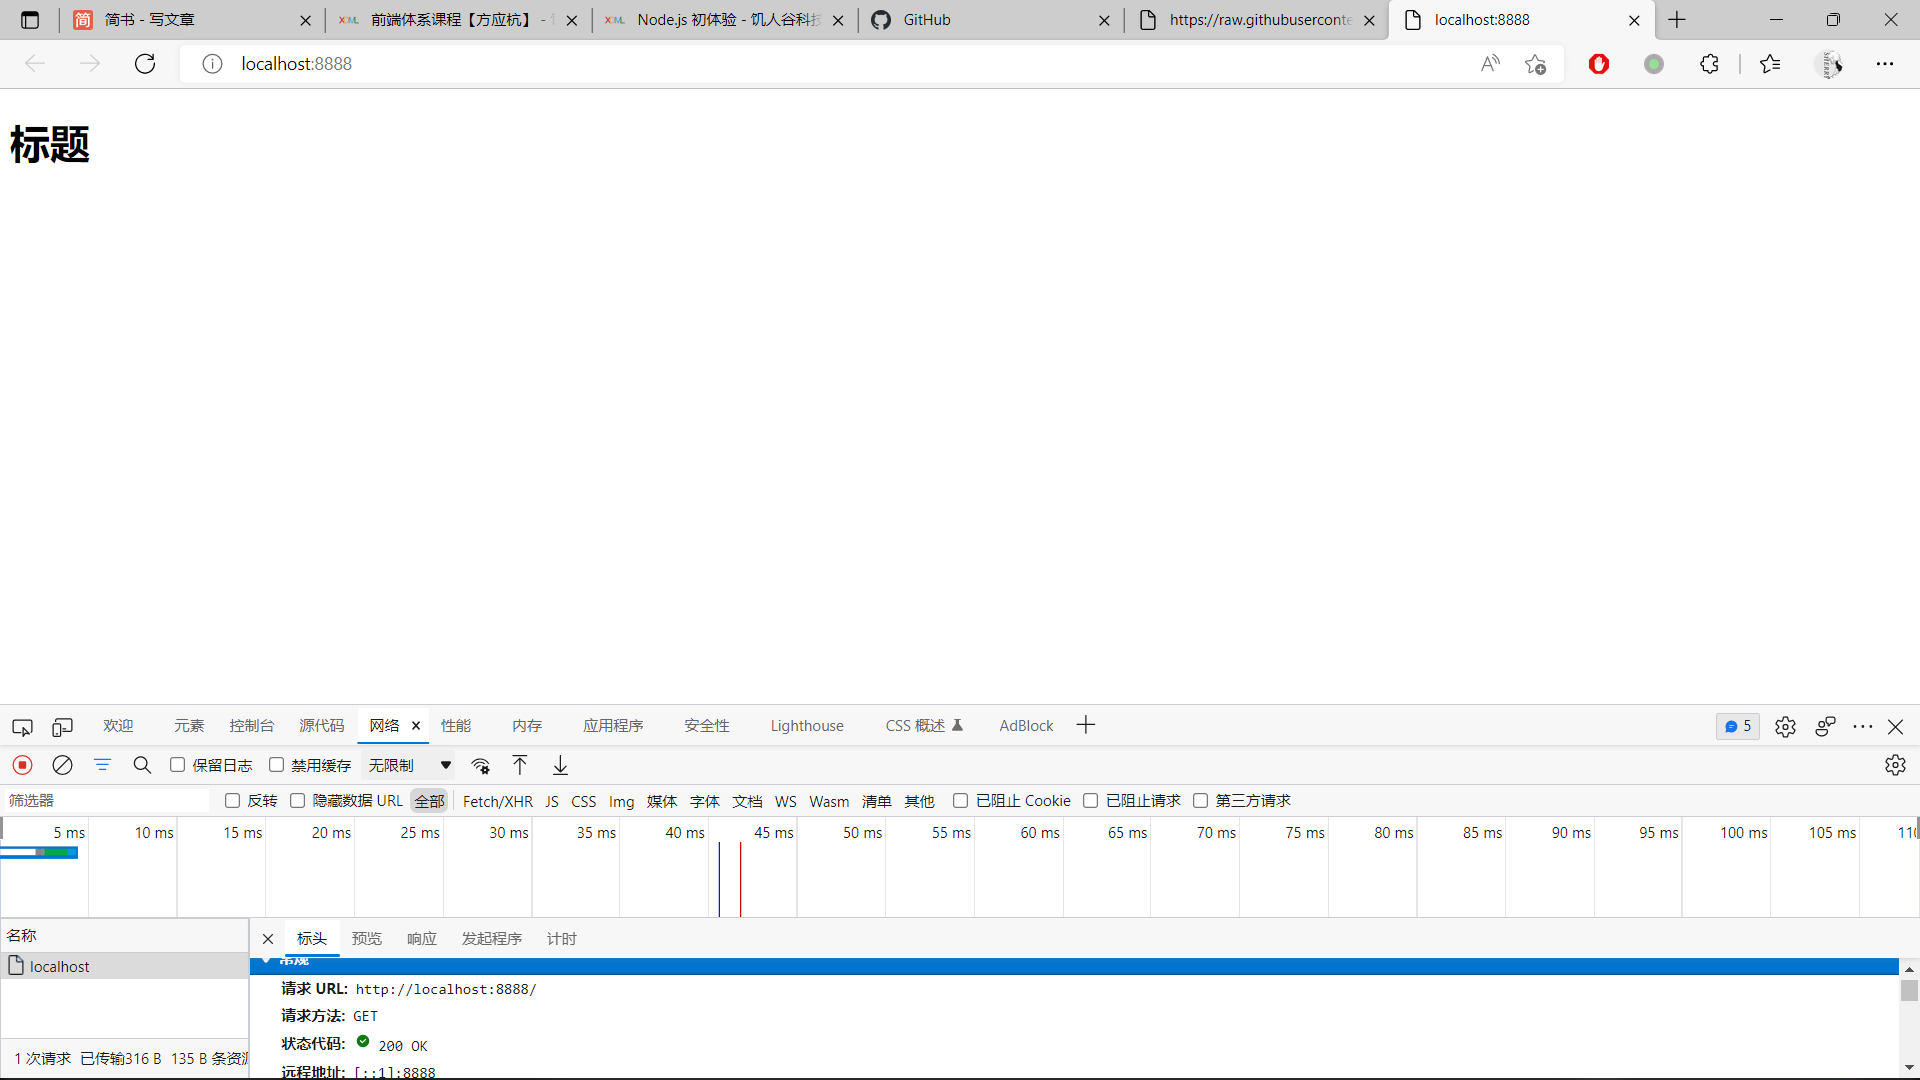 简书 - 写文章
前端体系课程【方应杭】 -
Node.js 初体验 - 饥人谷科技
GitHub
https://raw.githubuserconte
localhost:8888
localhost:8888
标题
欢迎 元素 控制台 源代码 网络 性能 内存 应用程序 安全性 Lighthouse CSS 概述 AdBlock 5
保留日志 禁用缓存 无限制
筛选器 反转 隐藏数据 URL 全部 Fetch/XHR JS CSS Img 媒体 字体 文档 WS Wasm 清单 其他 已阻止 Cookie 已阻止请求 第三方请求
5 ms 10 ms 15 ms 20 ms 25 ms 30 ms 35 ms 40 ms 45 ms 50 ms 55 ms 60 ms 65 ms 70 ms 75 ms 80 ms 85 ms 90 ms 95 ms 100 ms 105 ms 110
名称 标头 预览 响应 发起程序 计时
常规
localhost
请求 URL: http://localhost:8888/
请求方法: GET
状态代码: 200 OK
远程地址: [::1]:8888
1 次请求 已传输316 B 135 B 条资源